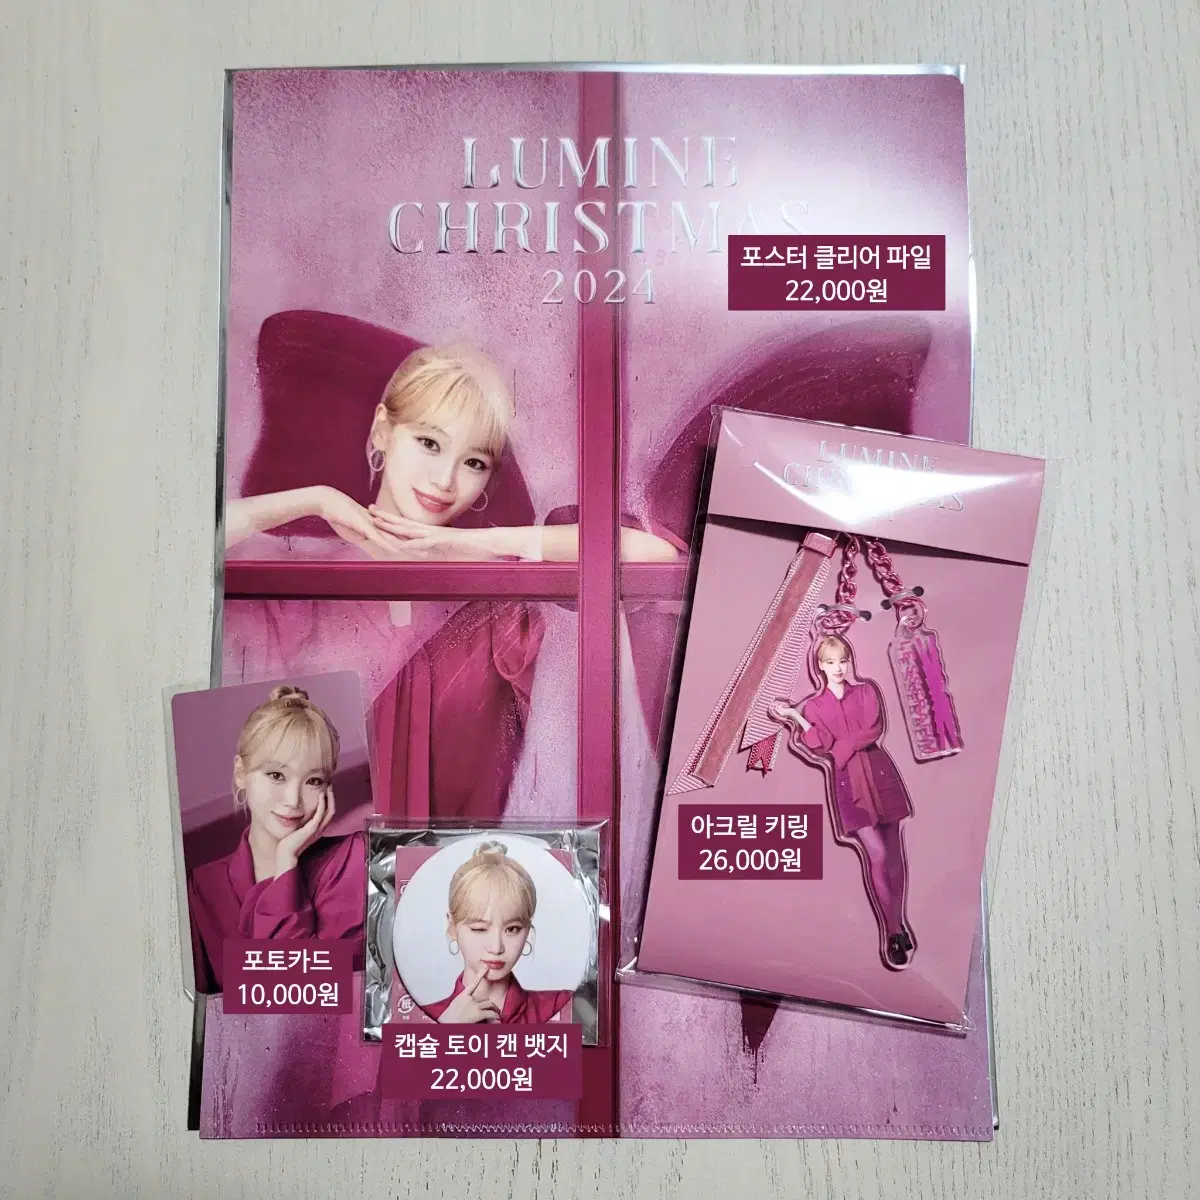 LUMINE
CHRISTMAS
2024
포스터 클리어 파일
22,000원
LUMINE
CHRISTMAS
아크릴 키링
26,000원
포토카드
10,000원
캡슐 토이 캔 뱃지
22,000원